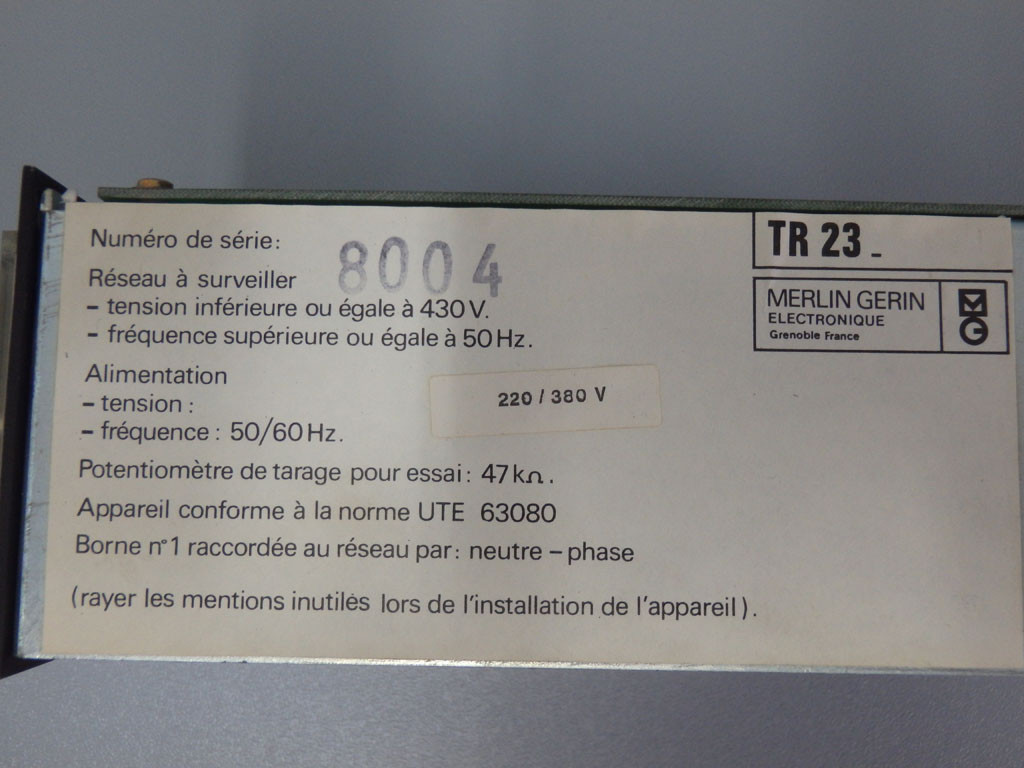 Numéro de série: 8004
TR 23 -
Réseau à surveiller
- tension inférieure ou égale à 430 V.
- fréquence supérieure ou égale à 50 Hz.
MERLIN GERIN
ELECTRONIQUE
Grenoble France
MG
Alimentation
- tension :
220 / 380 V
- fréquence : 50/60 Hz.
Potentiomètre de tarage pour essai : 47 kΩ.
Appareil conforme à la norme UTE 63080
Borne n°1 raccordée au réseau par : neutre - phase
(rayer les mentions inutiles lors de l'installation de l'appareil).